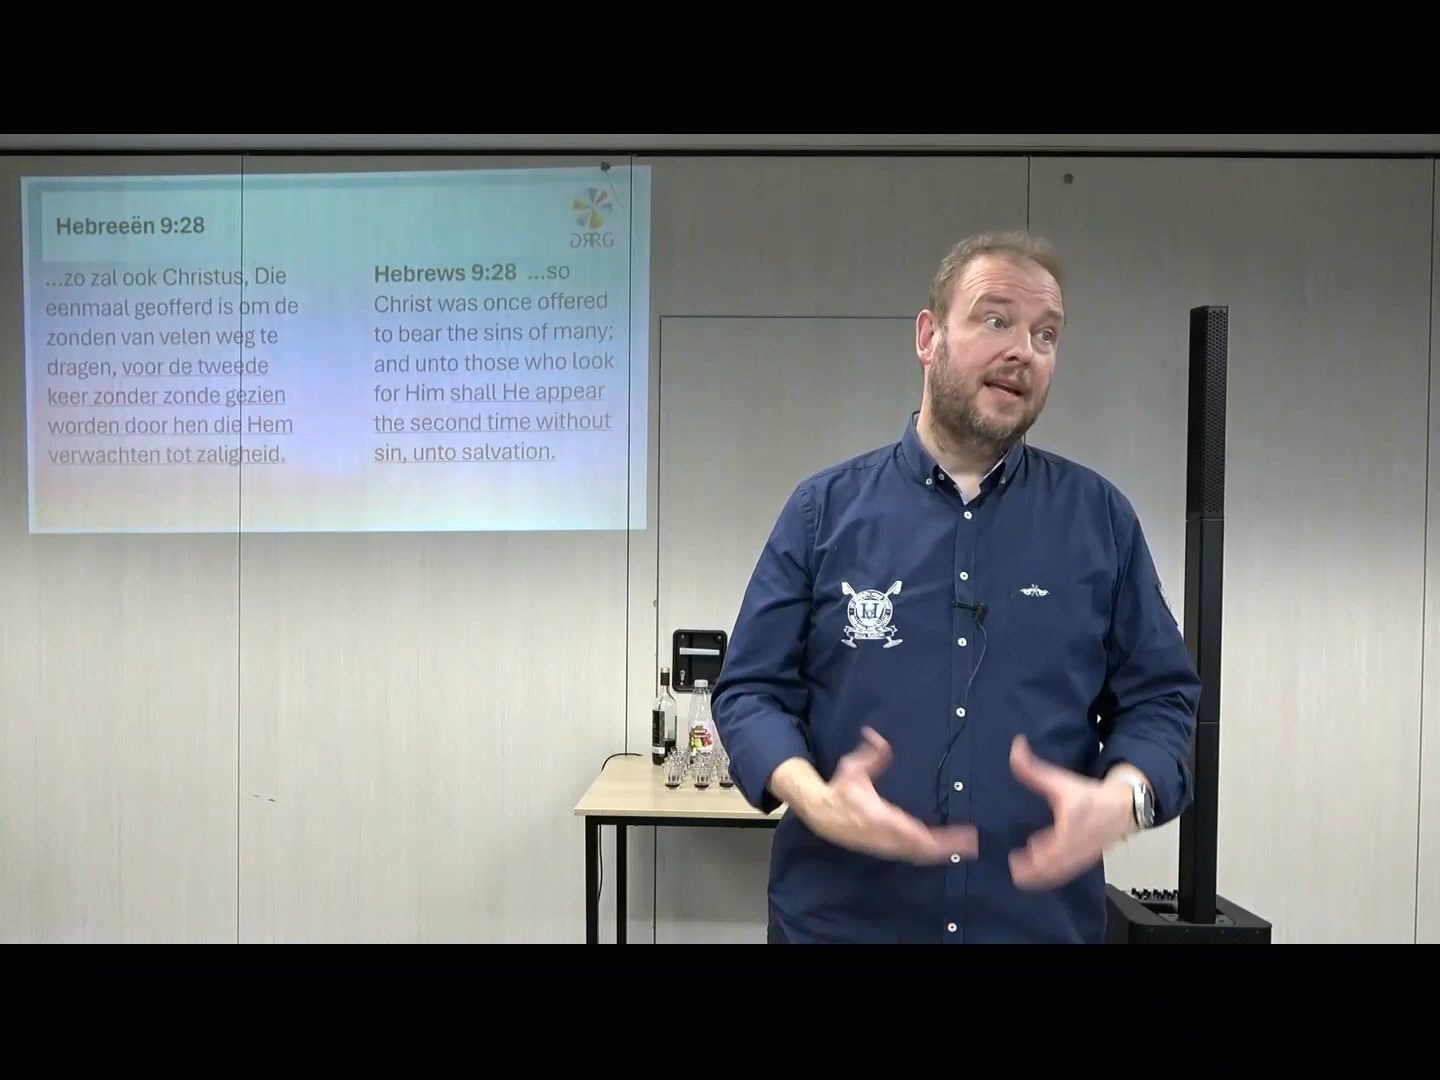 Hebreeën 9:28
...zo zal ook Christus, Die
eenmaal geofferd is om de
zonden van velen weg te
dragen, voor de tweede
keer zonder zonde gezien
worden door hen die Hem
verwachten tot zaligheid.
GRRG
Hebrews 9:28 ...so
Christ was once offered
to bear the sins of many;
and unto those who look
for Him shall He appear
the second time without
sin, unto salvation.